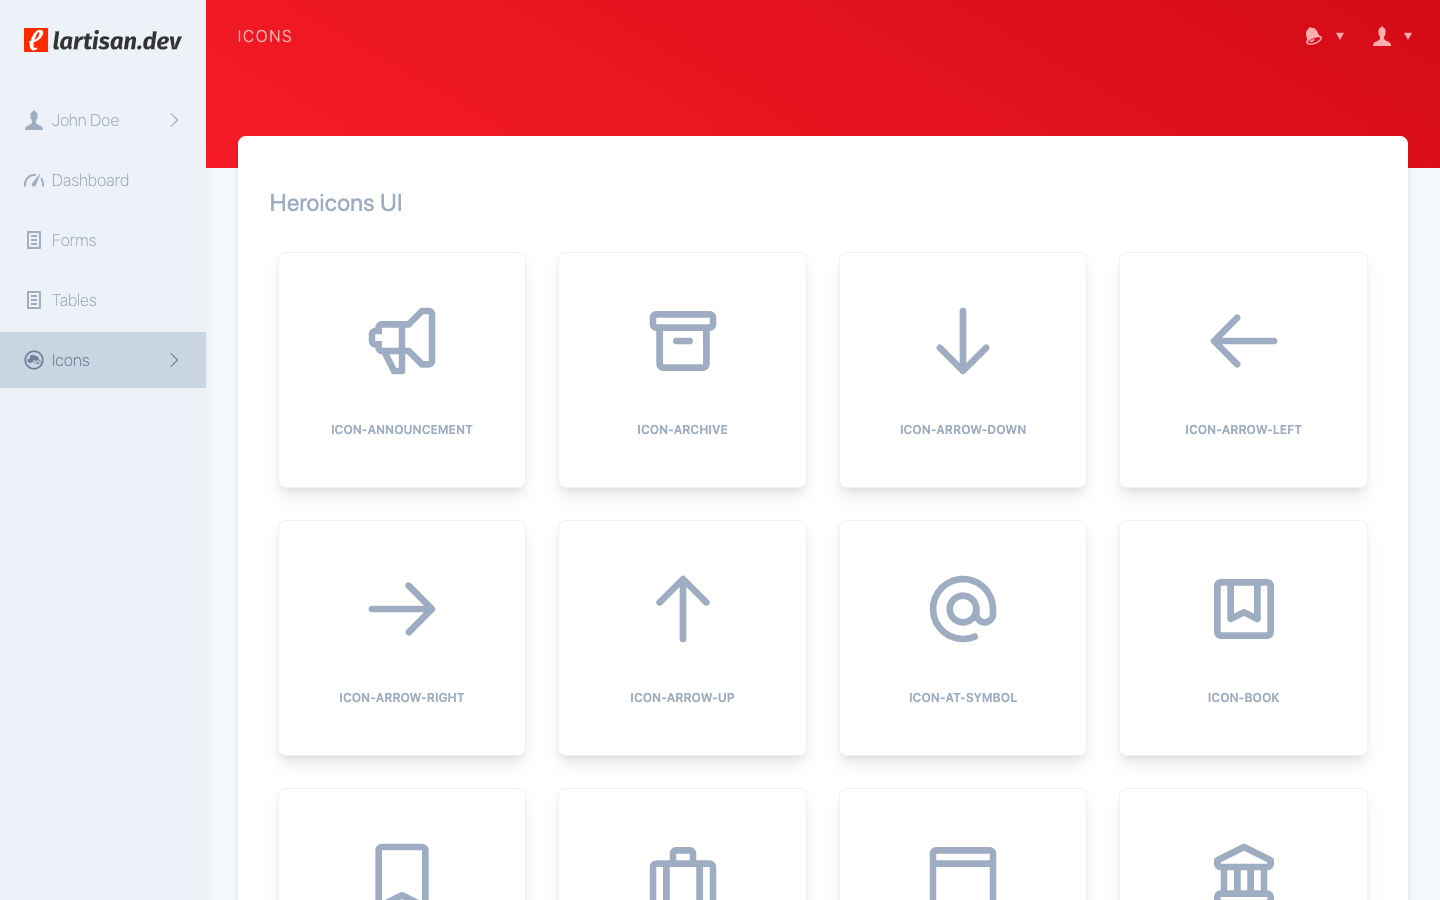 lartisan.dev
ICONS
John Doe
Dashboard
Forms
Tables
Icons
Heroicons UI
ICON-ANNOUNCEMENT
ICON-ARCHIVE
ICON-ARROW-DOWN
ICON-ARROW-LEFT
ICON-ARROW-RIGHT
ICON-ARROW-UP
ICON-AT-SYMBOL
ICON-BOOK